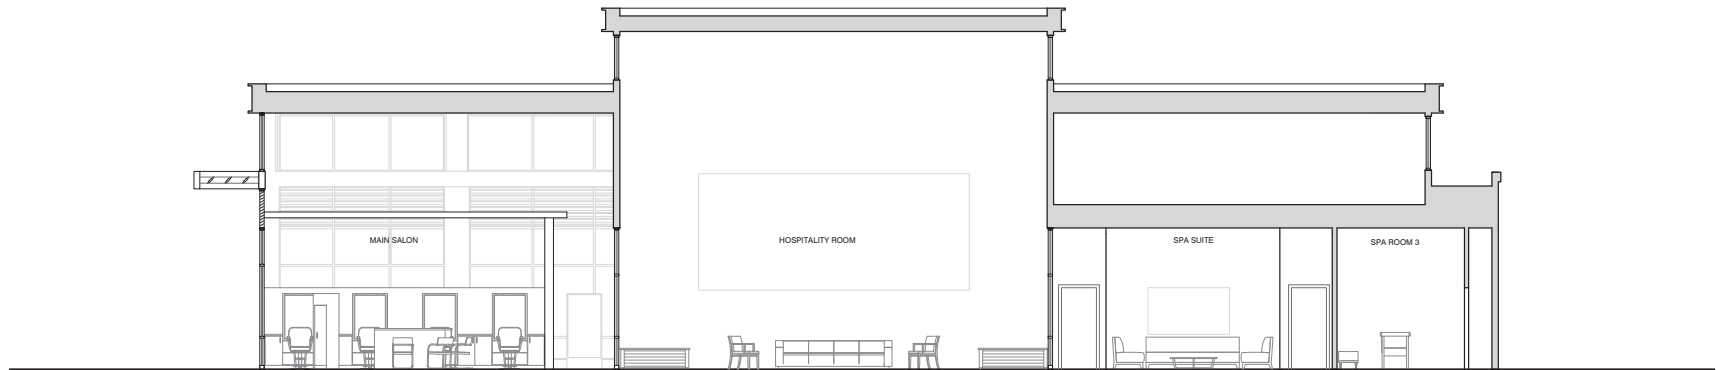 MAIN SALON
HOSPITALITY ROOM
SPA SUITE
SPA ROOM 3